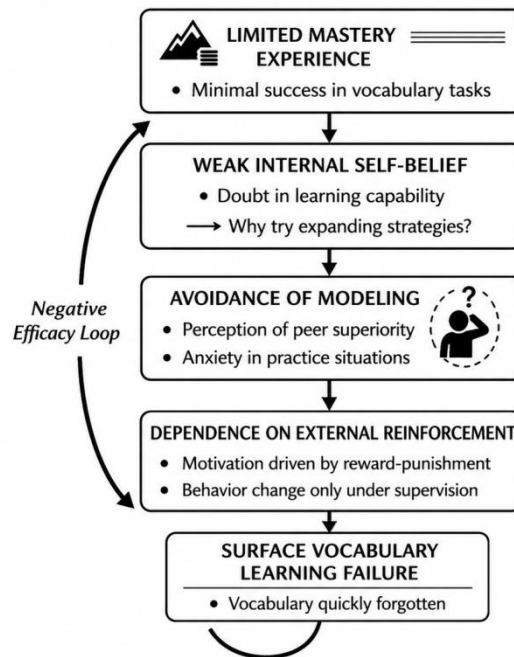 LIMITED MASTERY
EXPERIENCE
• Minimal success in vocabulary tasks
WEAK INTERNAL SELF-BELIEF
• Doubt in learning capability
→ Why try expanding strategies?
AVOIDANCE OF MODELING
?
• Perception of peer superiority
• Anxiety in practice situations
Negative
Efficacy Loop
DEPENDENCE ON EXTERNAL REINFORCEMENT
• Motivation driven by reward-punishment
• Behavior change only under supervision
SURFACE VOCABULARY
LEARNING FAILURE
• Vocabulary quickly forgotten